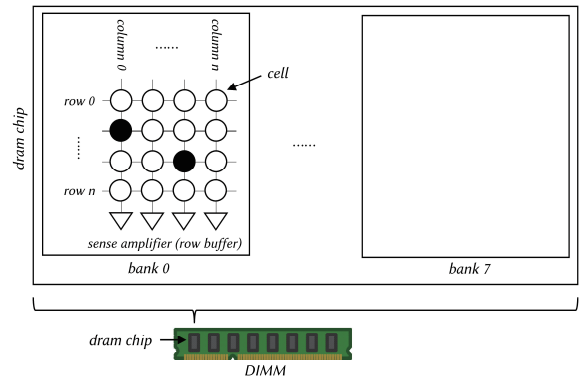 column 0
......
column n
cell
row 0
......
row n
sense amplifier (row buffer)
bank 0
......
bank 7
dram chip
dram chip
DIMM